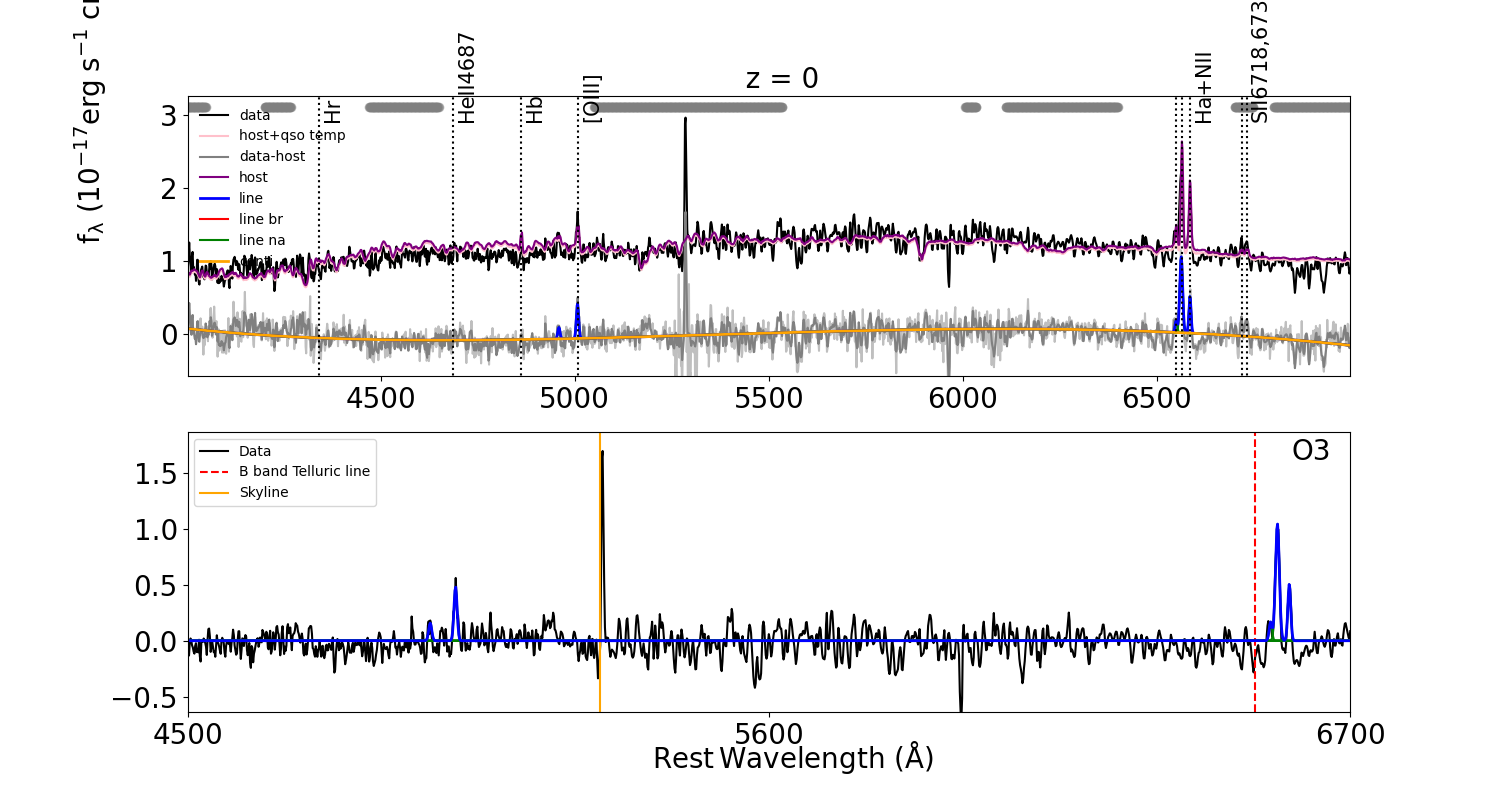 z = 0
Hr
HeII4687
Hb
[OIII]
Ha+NII
SII6718,673
fλ (10⁻¹⁷erg s⁻¹ c
3
2
1
0
data
host+qso temp
data-host
host
line
line br
line na
4500
5000
5500
6000
6500
O3
Data
B band Telluric line
Skyline
1.5
1.0
0.5
0.0
−0.5
4500
5600
6700
Rest Wavelength (Å)